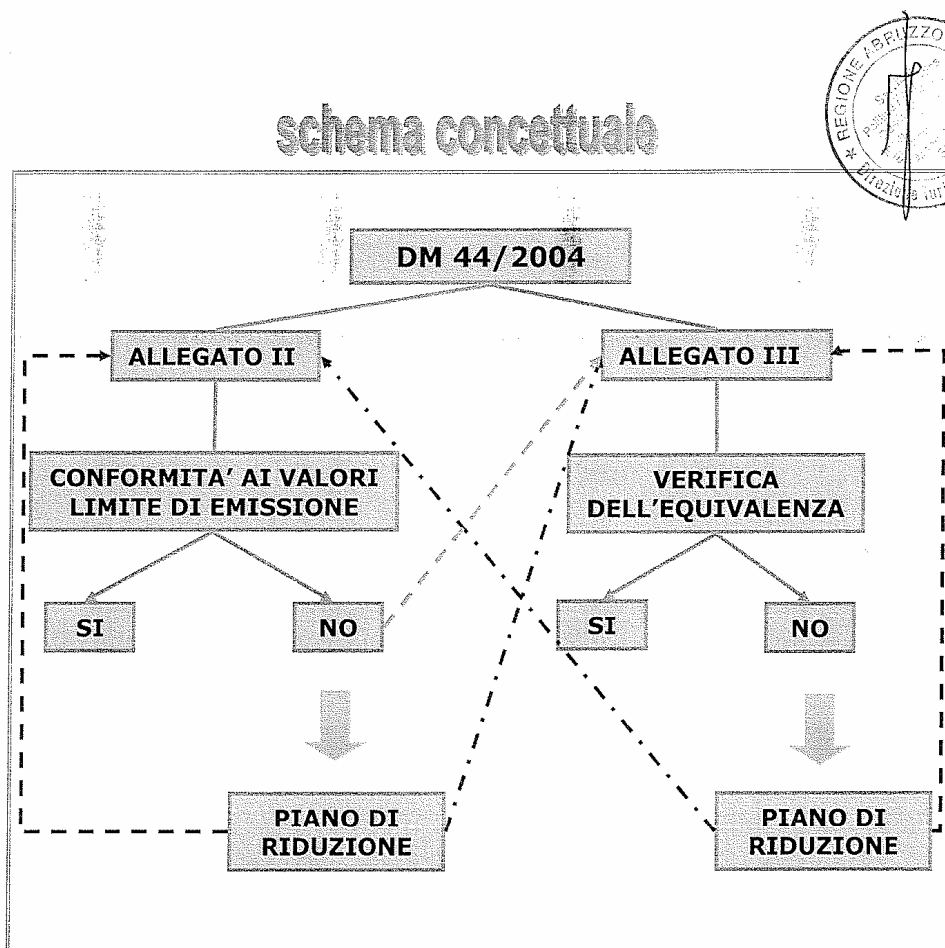 REGIONE ABRUZZO
schema concettuale
DM 44/2004
ALLEGATO II
ALLEGATO III
CONFORMITA' AI VALORI
LIMITE DI EMISSIONE
VERIFICA
DELL'EQUIVALENZA
SI
NO
SI
NO
PIANO DI
RIDUZIONE
PIANO DI
RIDUZIONE